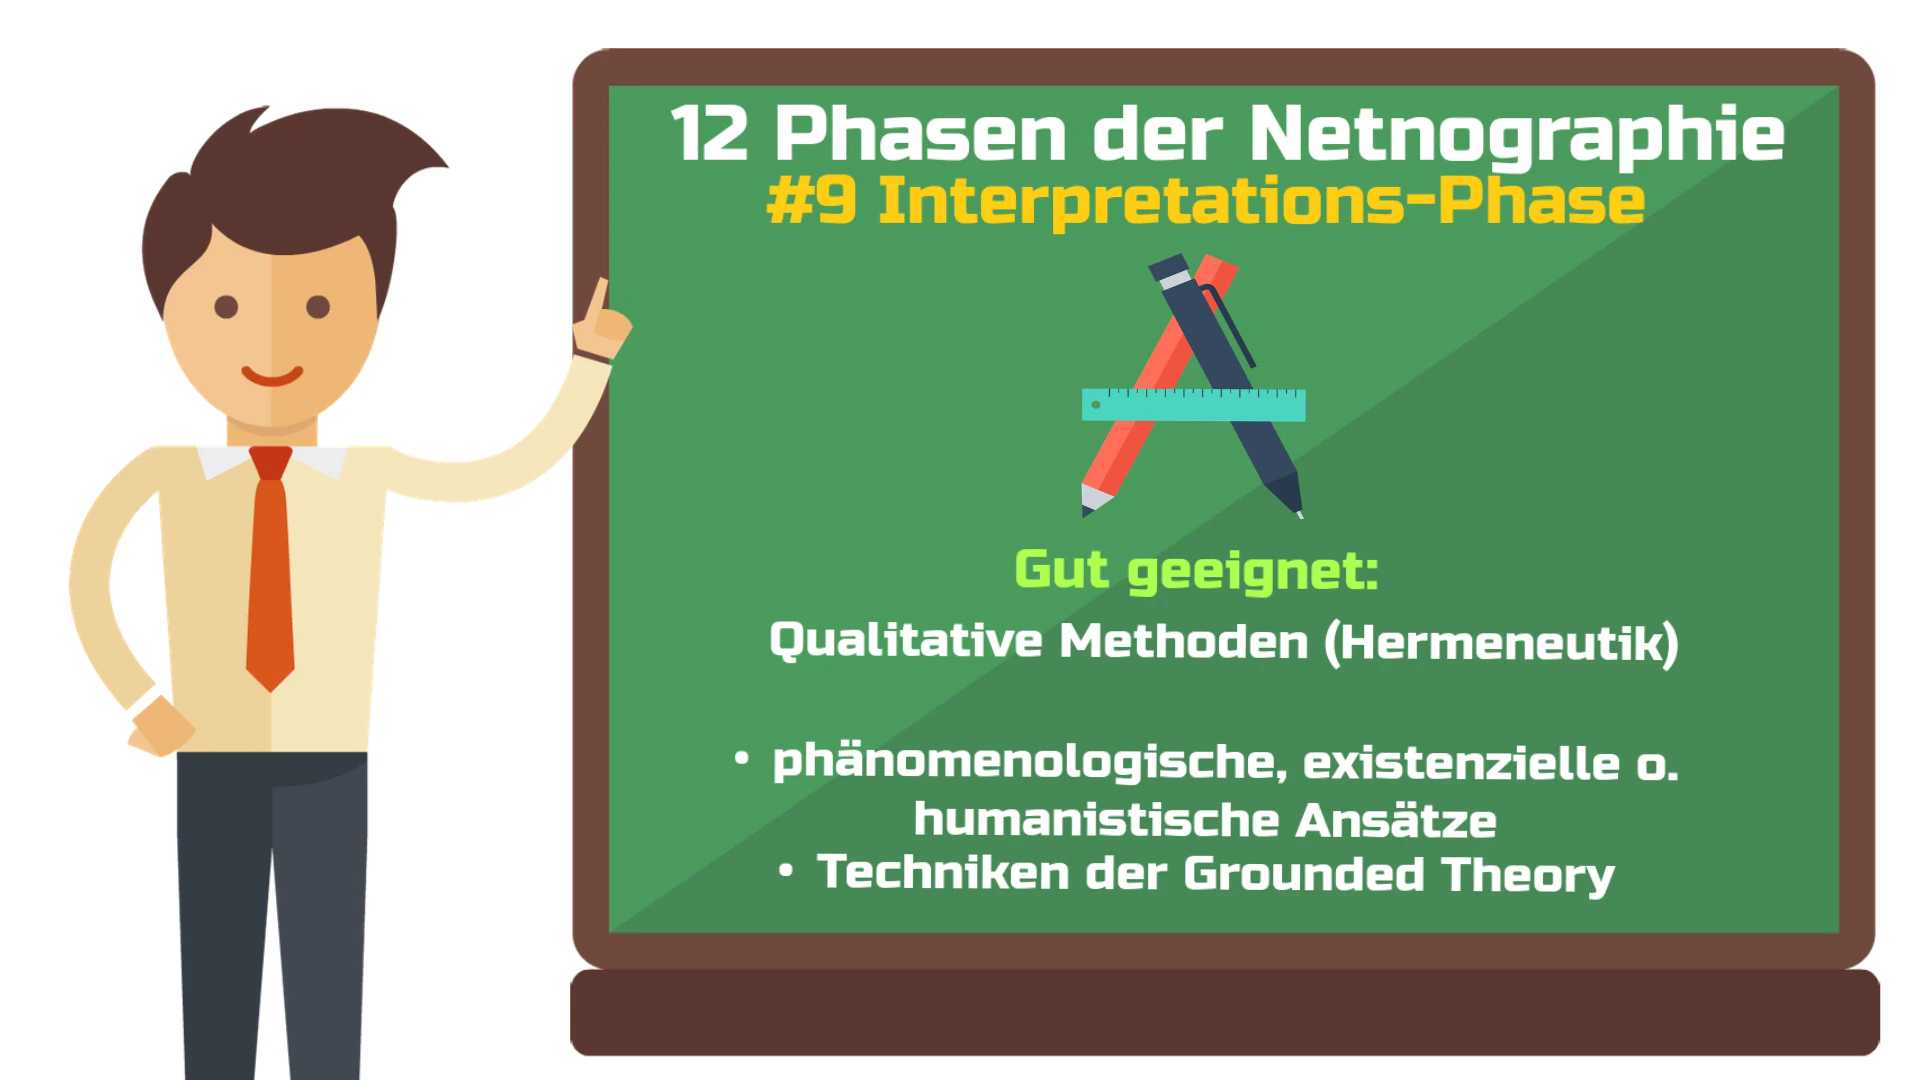 12 Phasen der Netnographie
#9 Interpretations-Phase
Gut geeignet:
Qualitative Methoden (Hermeneutik)
• phänomenologische, existenzielle o.
humanistische Ansätze
• Techniken der Grounded Theory